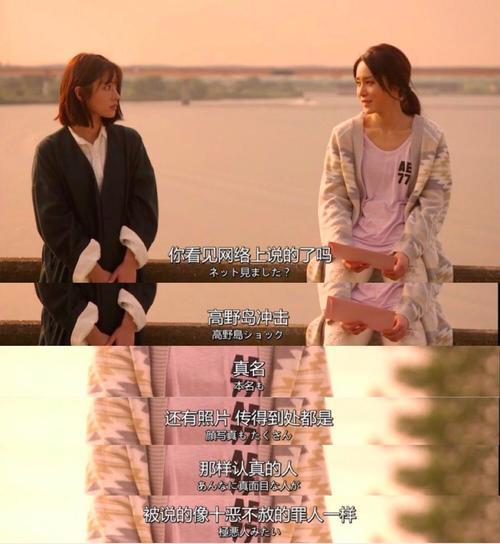 AB
77
你看见网络上说的了吗
ネット見ました？
高野岛冲击
高野島ショック
真名
本名も
还有照片 传得到处都是
顔写真も たくさん
那样认真的人
あんなに真面目な人が
被说的像十恶不赦的罪人一样
極悪人みたい